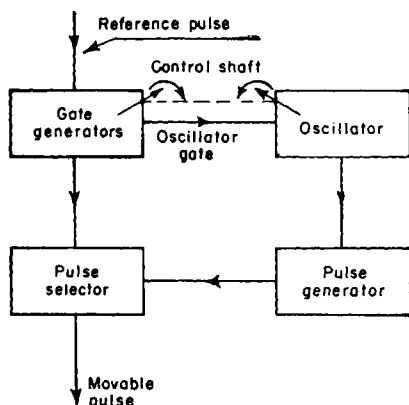 Reference pulse
Control shaft
Gate
generators
Oscillator
Oscillator
gate
Pulse
selector
Pulse
generator
Movable
pulse